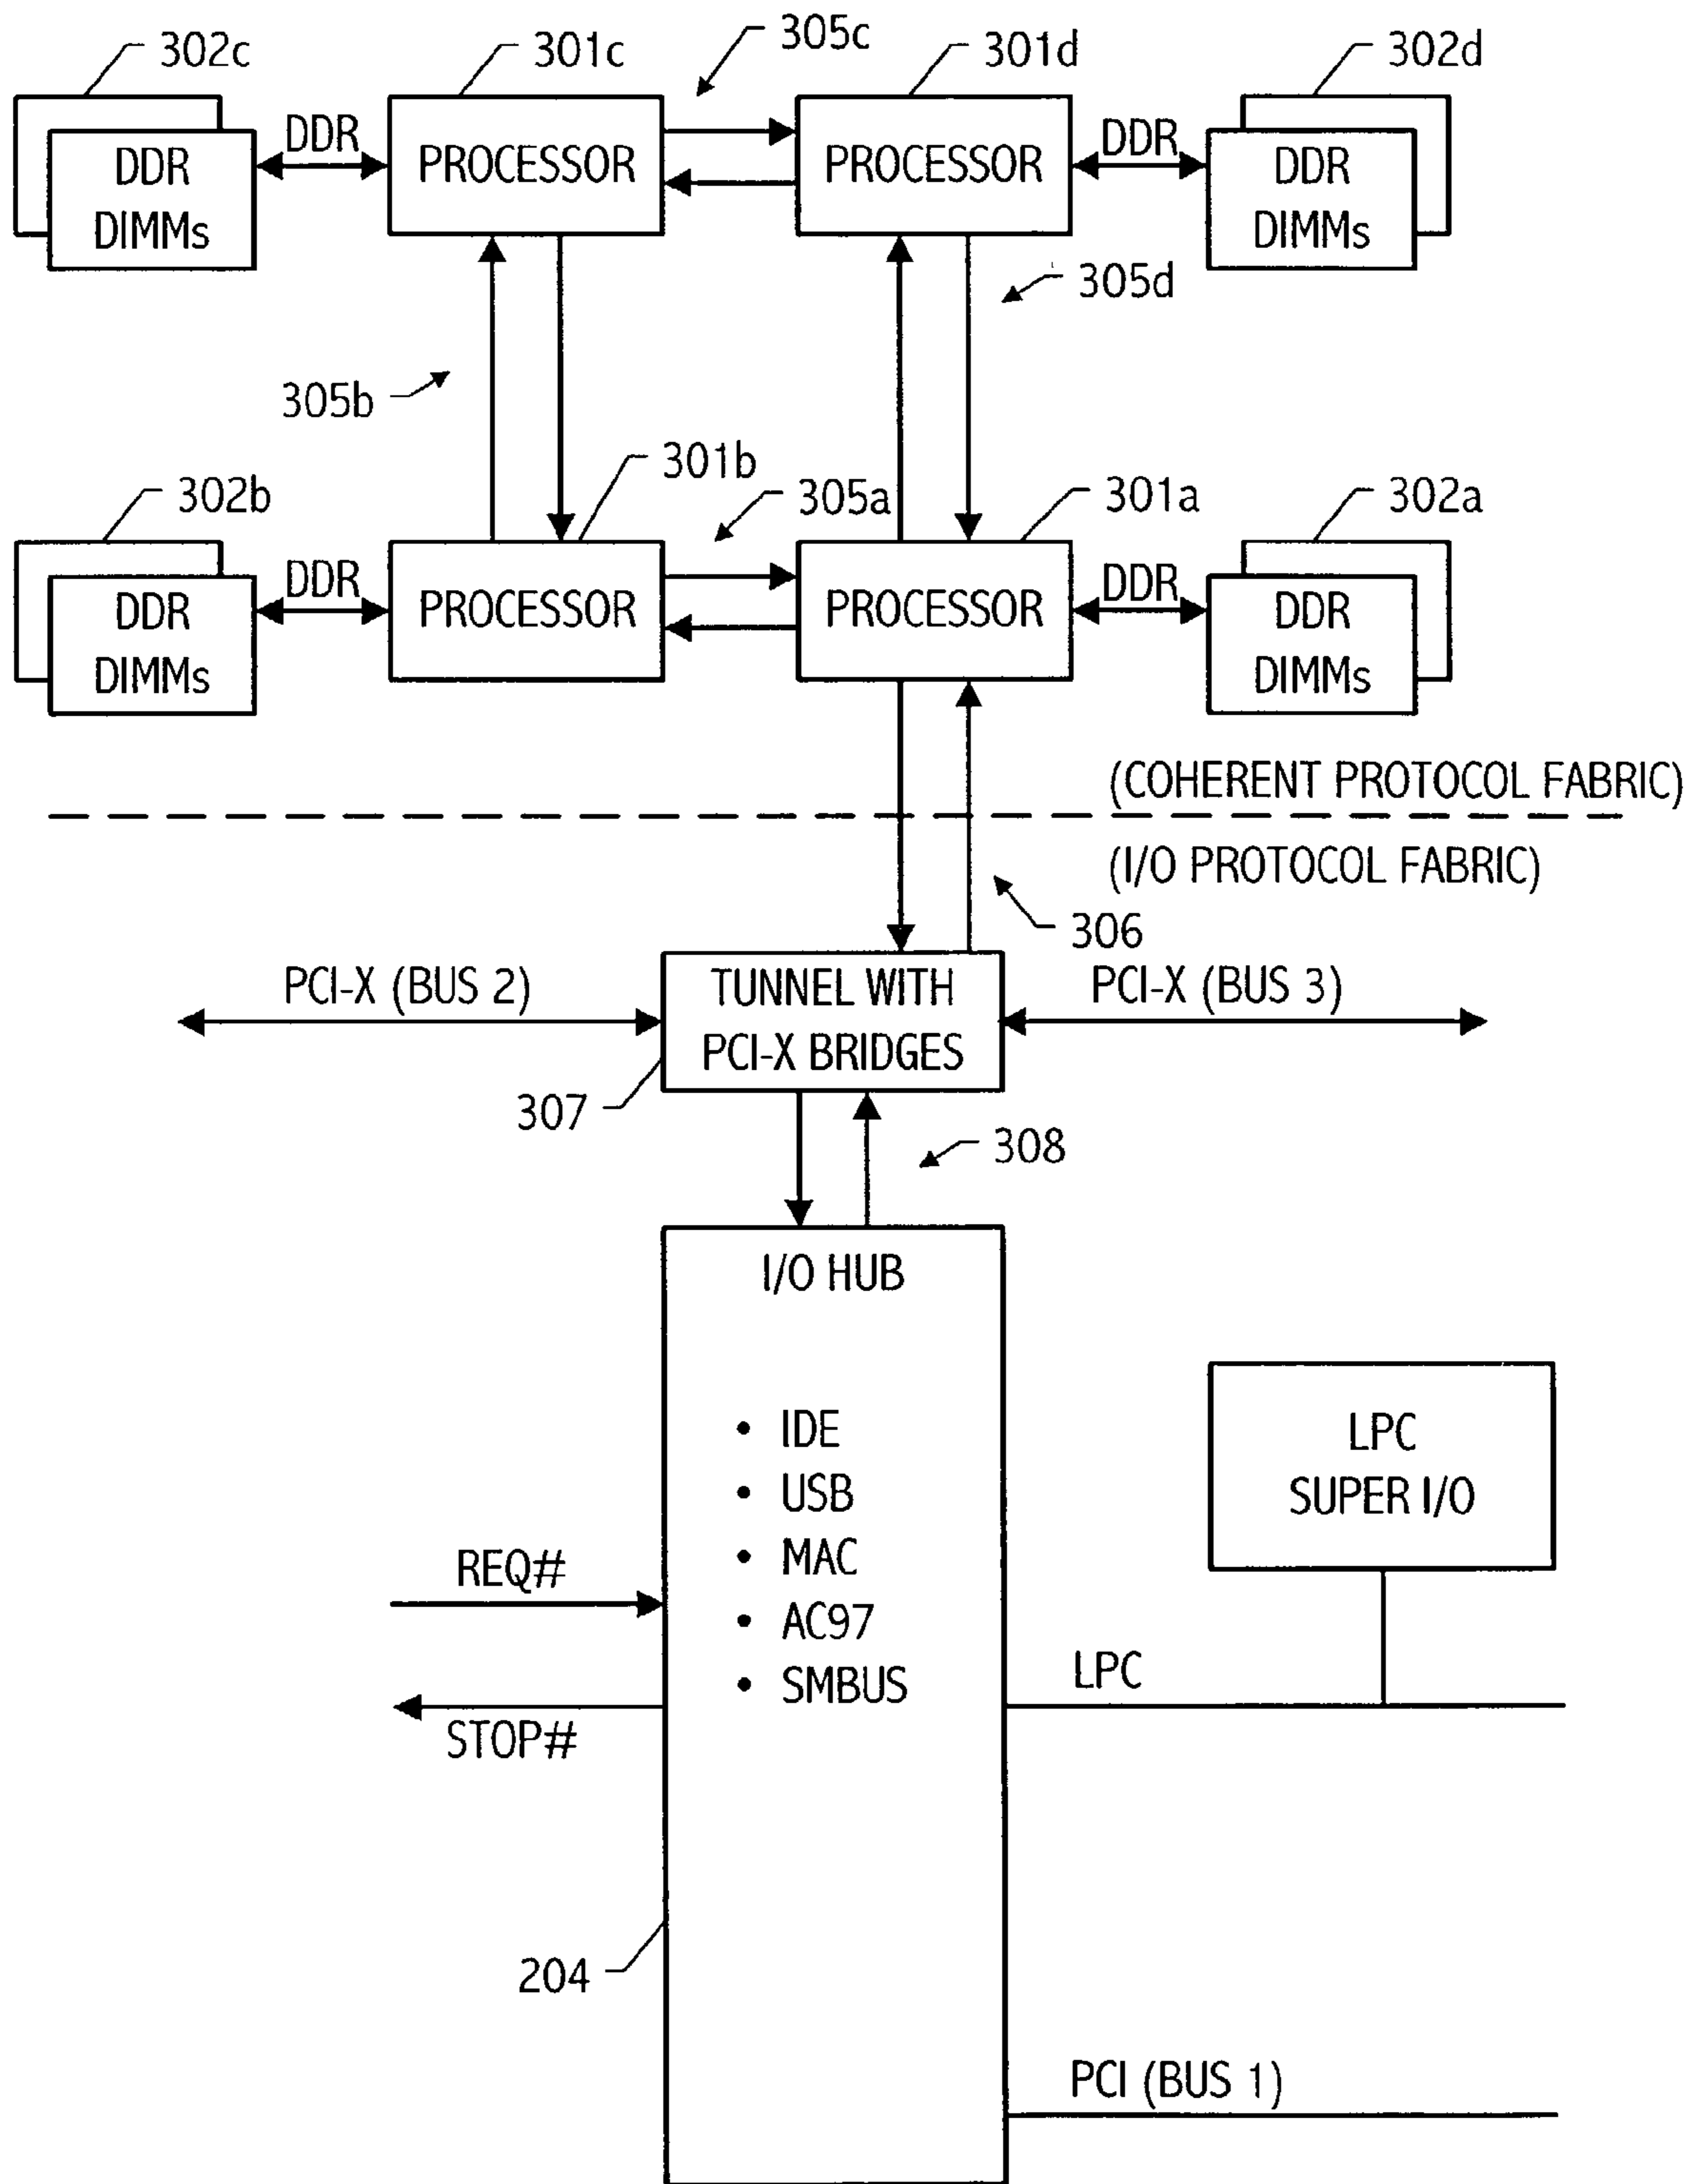 302c
301c
305c
301d
302d
DDR
DIMMs
DDR
PROCESSOR
PROCESSOR
DDR
DDR
DIMMs
305b
305d
302b
301b
305a
301a
302a
DDR
DIMMs
DDR
PROCESSOR
PROCESSOR
DDR
DDR
DIMMs
(COHERENT PROTOCOL FABRIC)
(I/O PROTOCOL FABRIC)
306
PCI-X (BUS 2)
TUNNEL WITH
PCI-X BRIDGES
PCI-X (BUS 3)
307
308
I/O HUB
• IDE
• USB
• MAC
• AC97
• SMBUS
LPC
SUPER I/O
REQ#
STOP#
LPC
204
PCI (BUS 1)